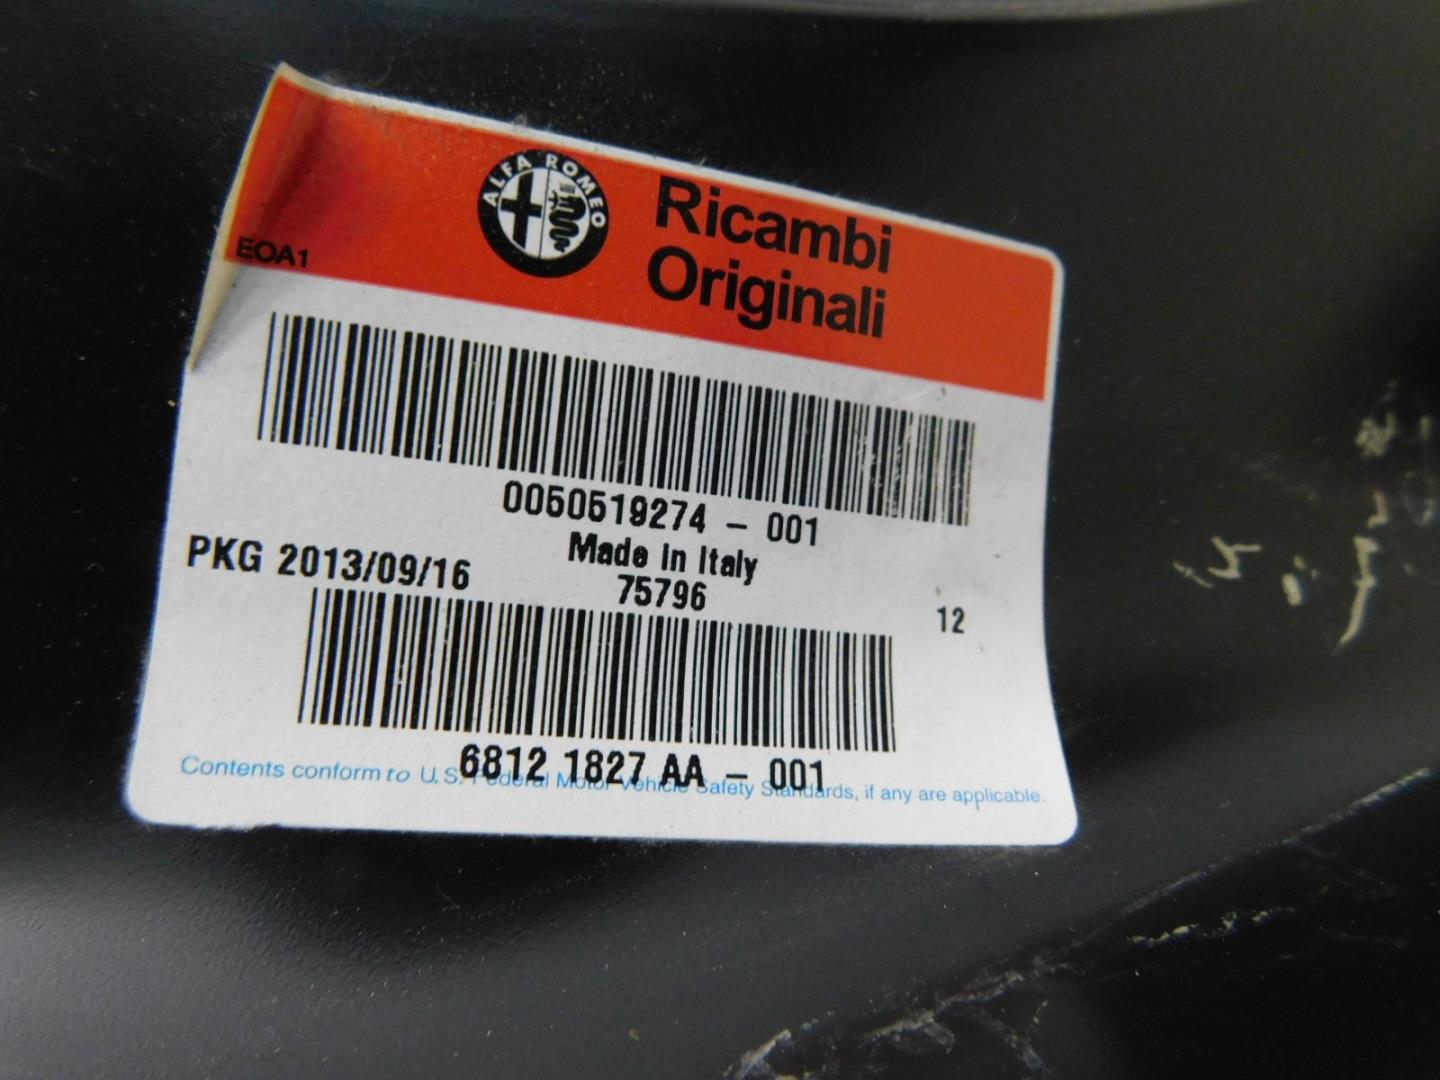 ALFA ROMEO
Ricambi
Originali
EOA1
0050519274 - 001
Made in Italy
PKG 2013/09/16
75796
12
6812 1827 AA - 001
Contents conform to U.S. Federal Motor Vehicle Safety Standards, if any are applicable.